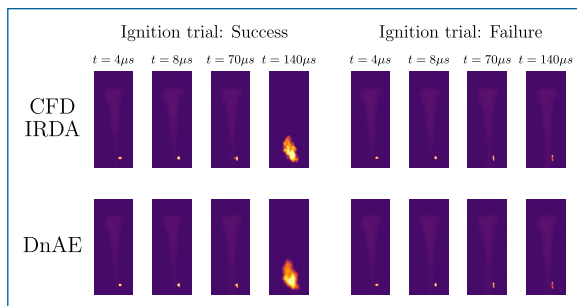 Ignition trial: Success
Ignition trial: Failure
t = 4μs
t = 8μs
t = 70μs
t = 140μs
t = 4μs
t = 8μs
t = 70μs
t = 140μs
CFD
IRDA
DnAE